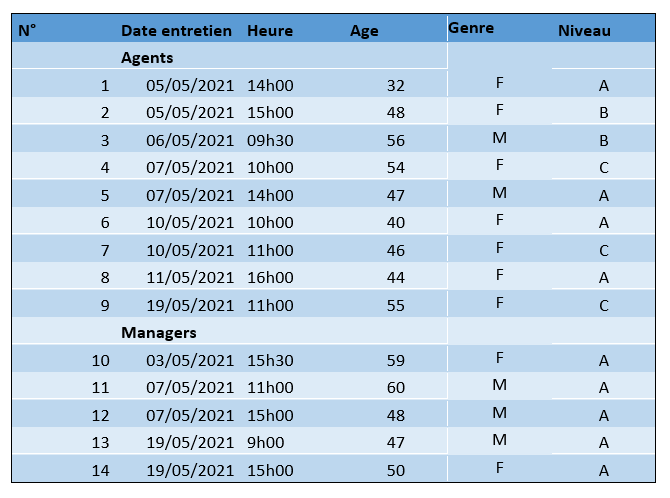 N° Date entretien Heure Age Genre Niveau
Agents
1 05/05/2021 14h00 32 F A
2 05/05/2021 15h00 48 F B
3 06/05/2021 09h30 56 M B
4 07/05/2021 10h00 54 F C
5 07/05/2021 14h00 47 M A
6 10/05/2021 10h00 40 F A
7 10/05/2021 11h00 46 F C
8 11/05/2021 16h00 44 F A
9 19/05/2021 11h00 55 F C
Managers
10 03/05/2021 15h30 59 F A
11 07/05/2021 11h00 60 M A
12 07/05/2021 15h00 48 M A
13 19/05/2021 9h00 47 M A
14 19/05/2021 15h00 50 F A